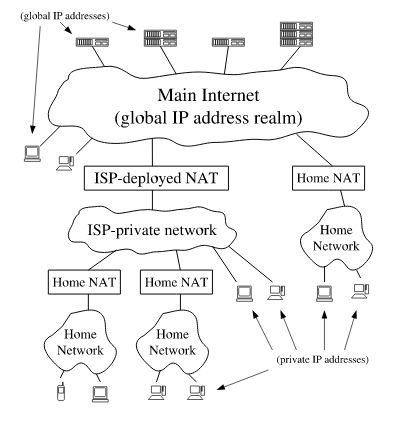 (global IP addresses)
Main Internet
(global IP address realm)
ISP-deployed NAT
Home NAT
ISP-private network
Home
Network
Home NAT
Home NAT
Home
Network
Home
Network
(private IP addresses)